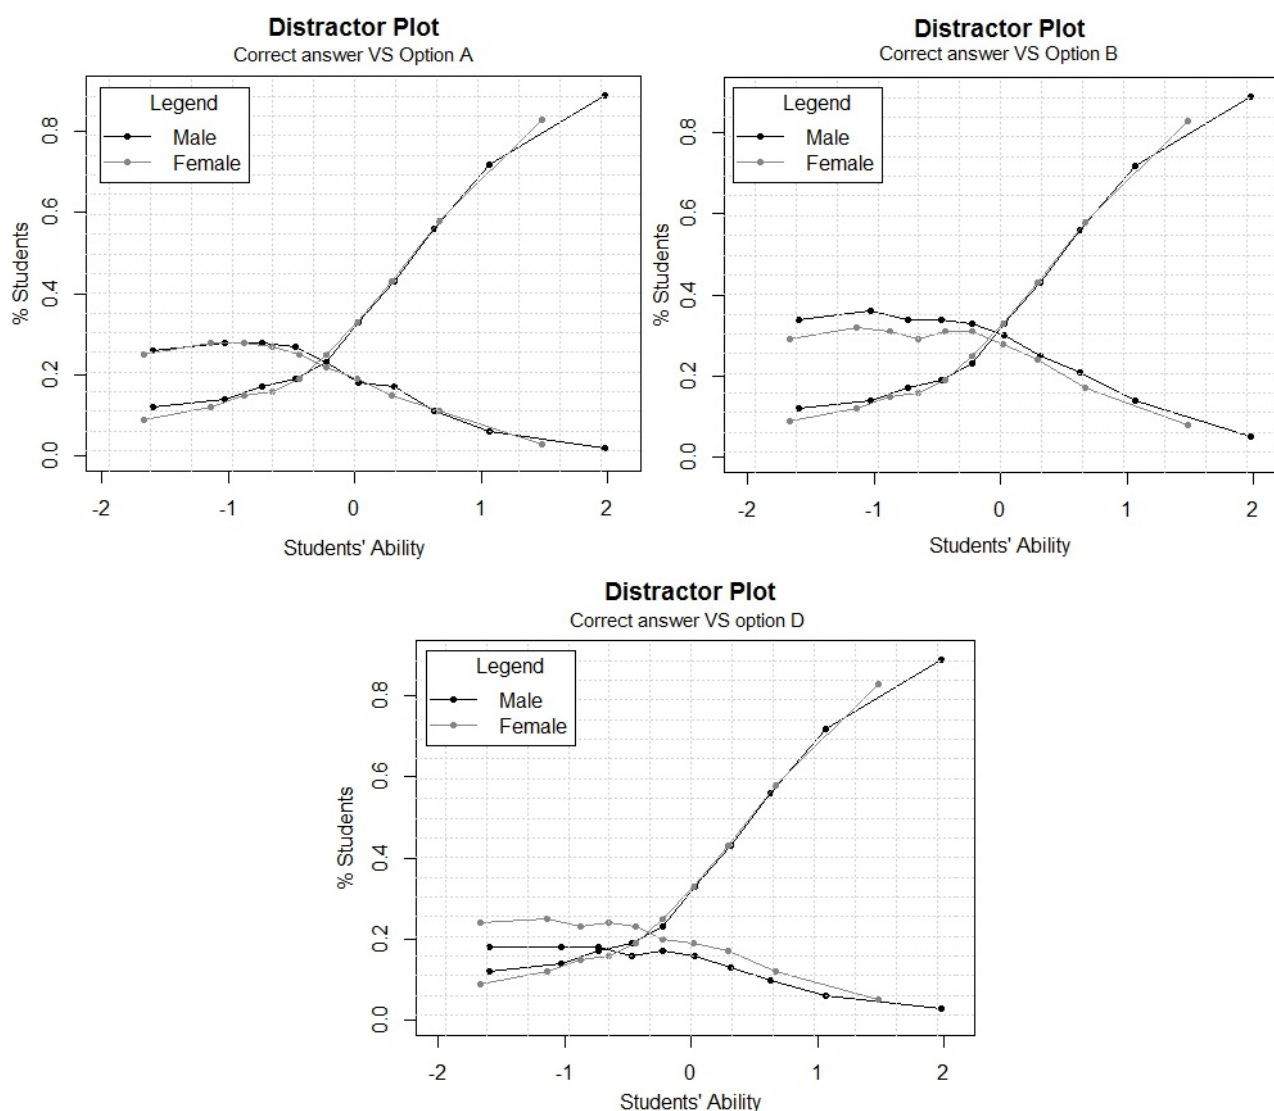 Distractor Plot
Correct answer VS Option A
Legend
Male
Female
% Students
0.8
0.6
0.4
0.2
0.0
-2 -1 0 1 2
Students' Ability
Distractor Plot
Correct answer VS Option B
Legend
Male
Female
% Students
0.8
0.6
0.4
0.2
0.0
-2 -1 0 1 2
Students' Ability
Distractor Plot
Correct answer VS option D
Legend
Male
Female
% Students
0.8
0.6
0.4
0.2
0.0
-2 -1 0 1 2
Students' Ability